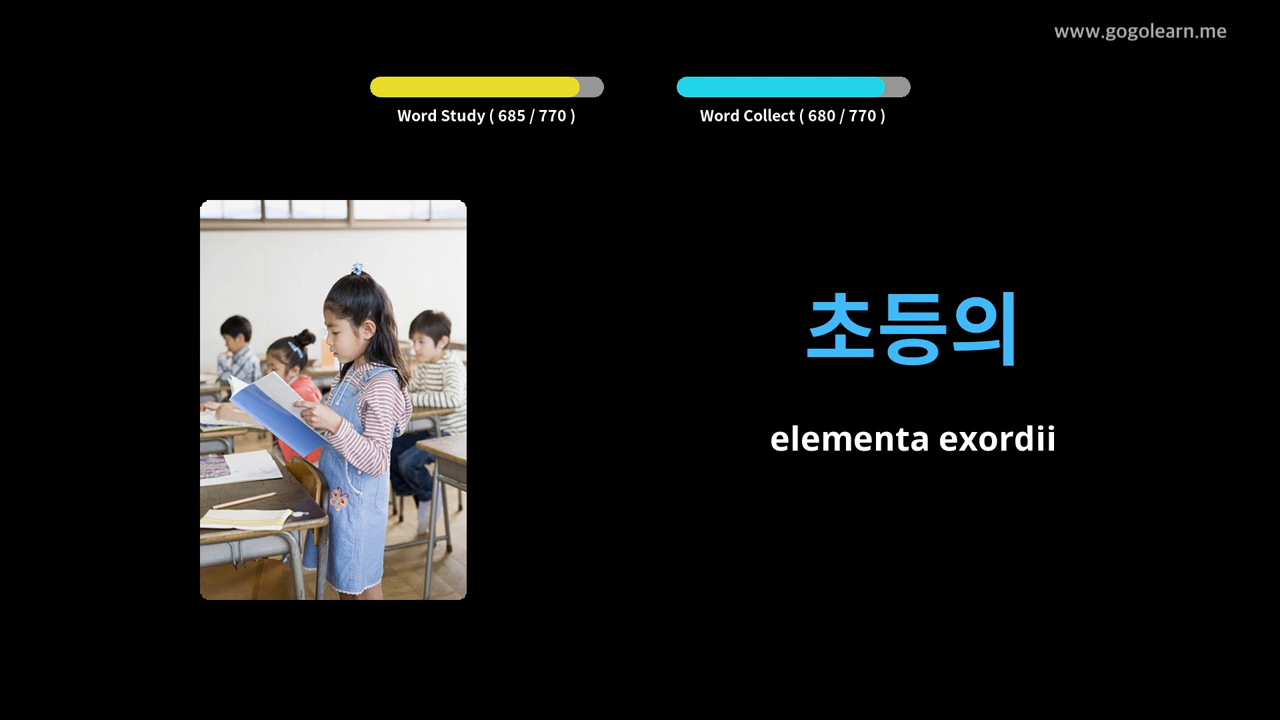 www.gogolearn.me
Word Study ( 685 / 770 )
Word Collect ( 680 / 770 )
초등의
elementa exordii